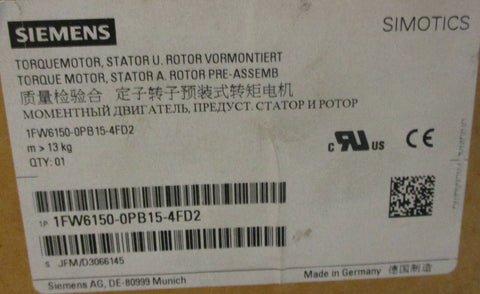 SIEMENS
SIMOTICS
TORQUEMOTOR, STATOR U. ROTOR VORMONTIERT
TORQUE MOTOR, STATOR A. ROTOR PRE-ASSEMB
质量检验合 定子转子预装式转矩电机
МОМЕНТНЫЙ ДВИГАТЕЛЬ, ПРЕДУСТ. СТАТОР И РОТОР
1FW6150-0PB15-4FD2
m > 13 kg
QTY: 01
c RU US CE
1P 1FW6150-0PB15-4FD2
S JFM/D3066145
Made in Germany 德国制造
Siemens AG, DE-80999 Munich